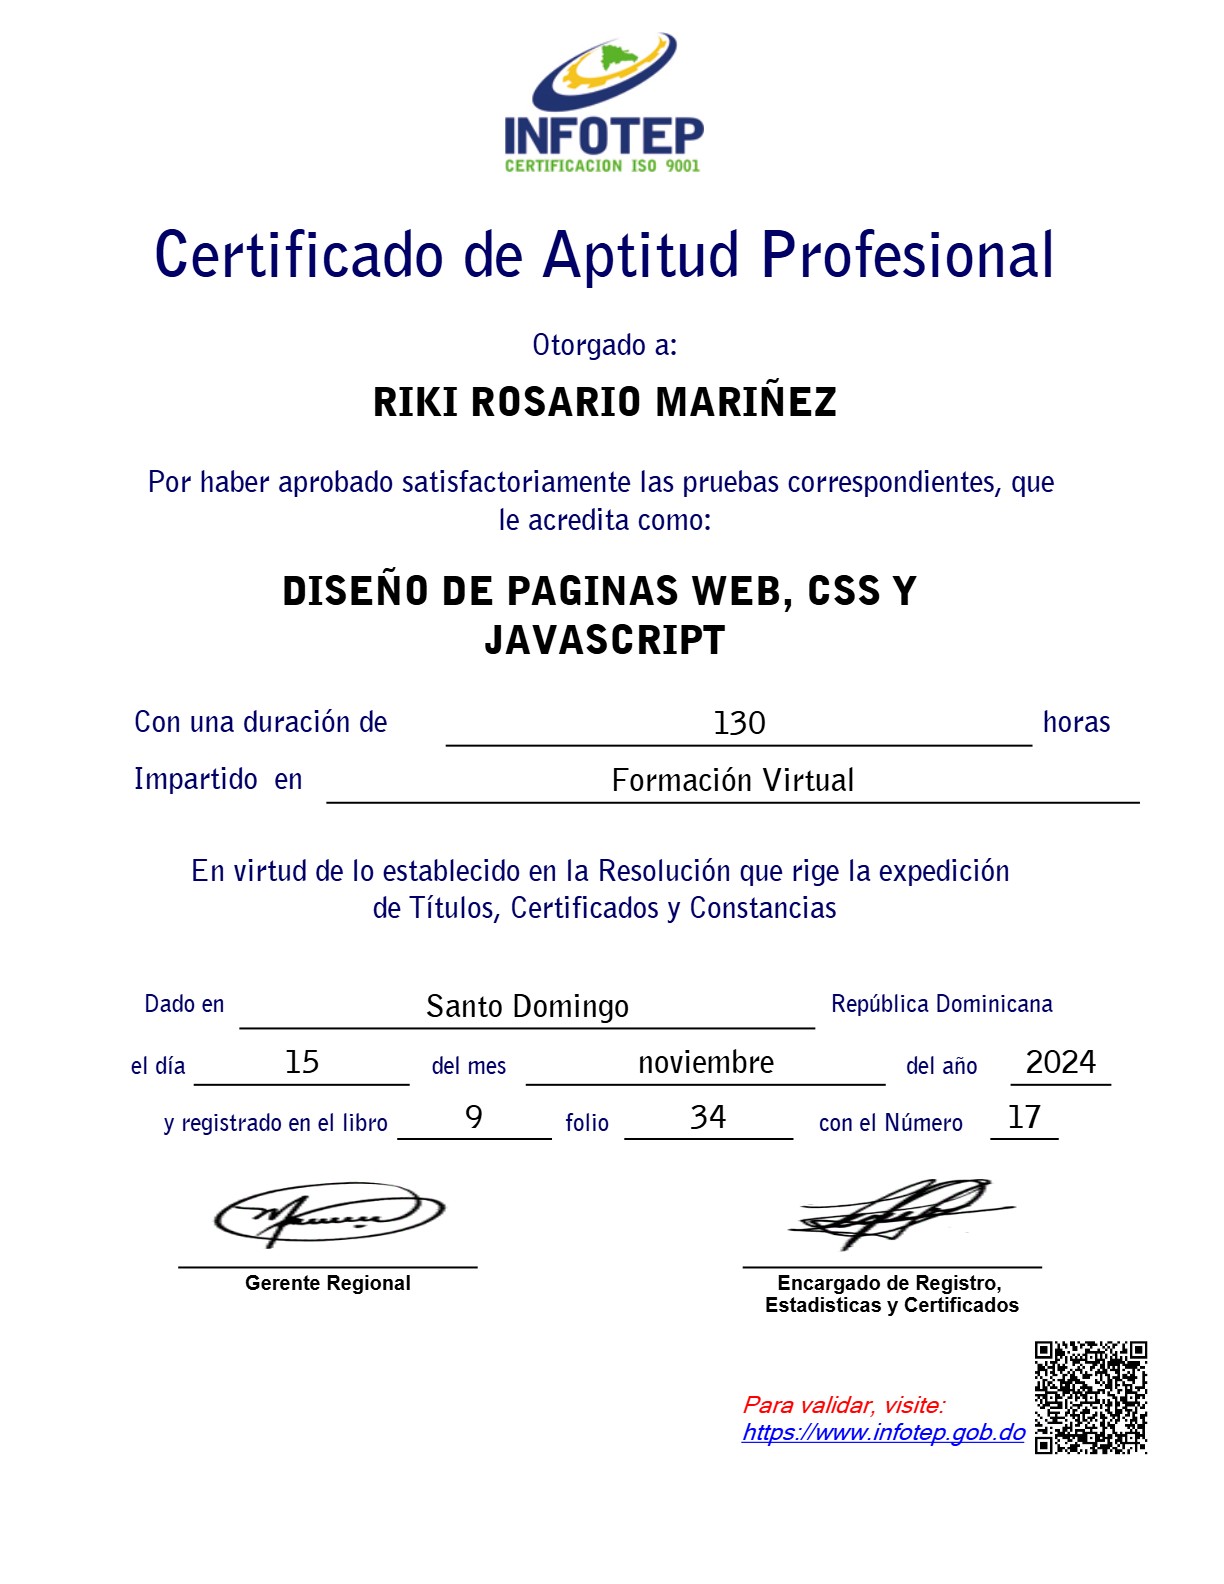 INFOTEP
CERTIFICACION ISO 9001
Certificado de Aptitud Profesional
Otorgado a:
RIKI ROSARIO MARIÑEZ
Por haber aprobado satisfactoriamente las pruebas correspondientes, que
le acredita como:
DISEÑO DE PAGINAS WEB, CSS Y
JAVASCRIPT
Con una duración de 130 horas
Impartido en Formación Virtual
En virtud de lo establecido en la Resolución que rige la expedición
de Títulos, Certificados y Constancias
Dado en Santo Domingo República Dominicana
el día 15 del mes noviembre del año 2024
y registrado en el libro 9 folio 34 con el Número 17
Gerente Regional
Encargado de Registro,
Estadisticas y Certificados
Para validar, visite:
https://www.infotep.gob.do